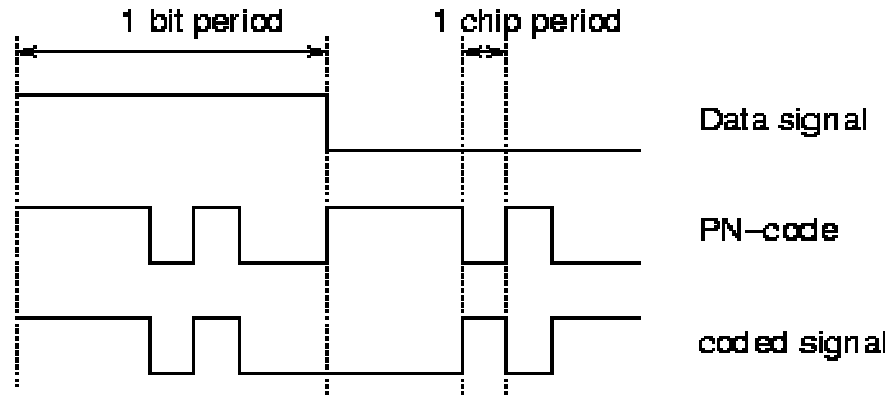 1 bit period
1 chip period
Data signal
PN-code
coded signal